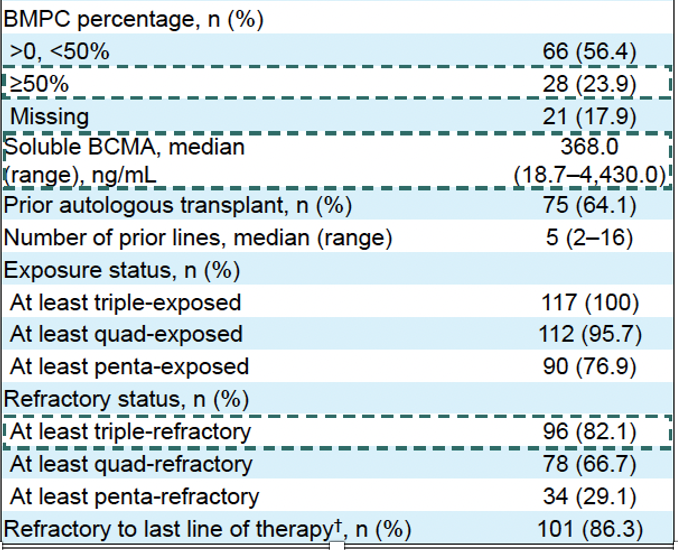 BMPC percentage, n (%)
>0, <50% 66 (56.4)
≥50% 28 (23.9)
Missing 21 (17.9)
Soluble BCMA, median 368.0
(range), ng/mL (18.7–4,430.0)
Prior autologous transplant, n (%) 75 (64.1)
Number of prior lines, median (range) 5 (2–16)
Exposure status, n (%)
At least triple-exposed 117 (100)
At least quad-exposed 112 (95.7)
At least penta-exposed 90 (76.9)
Refractory status, n (%)
At least triple-refractory 96 (82.1)
At least quad-refractory 78 (66.7)
At least penta-refractory 34 (29.1)
Refractory to last line of therapy†, n (%) 101 (86.3)